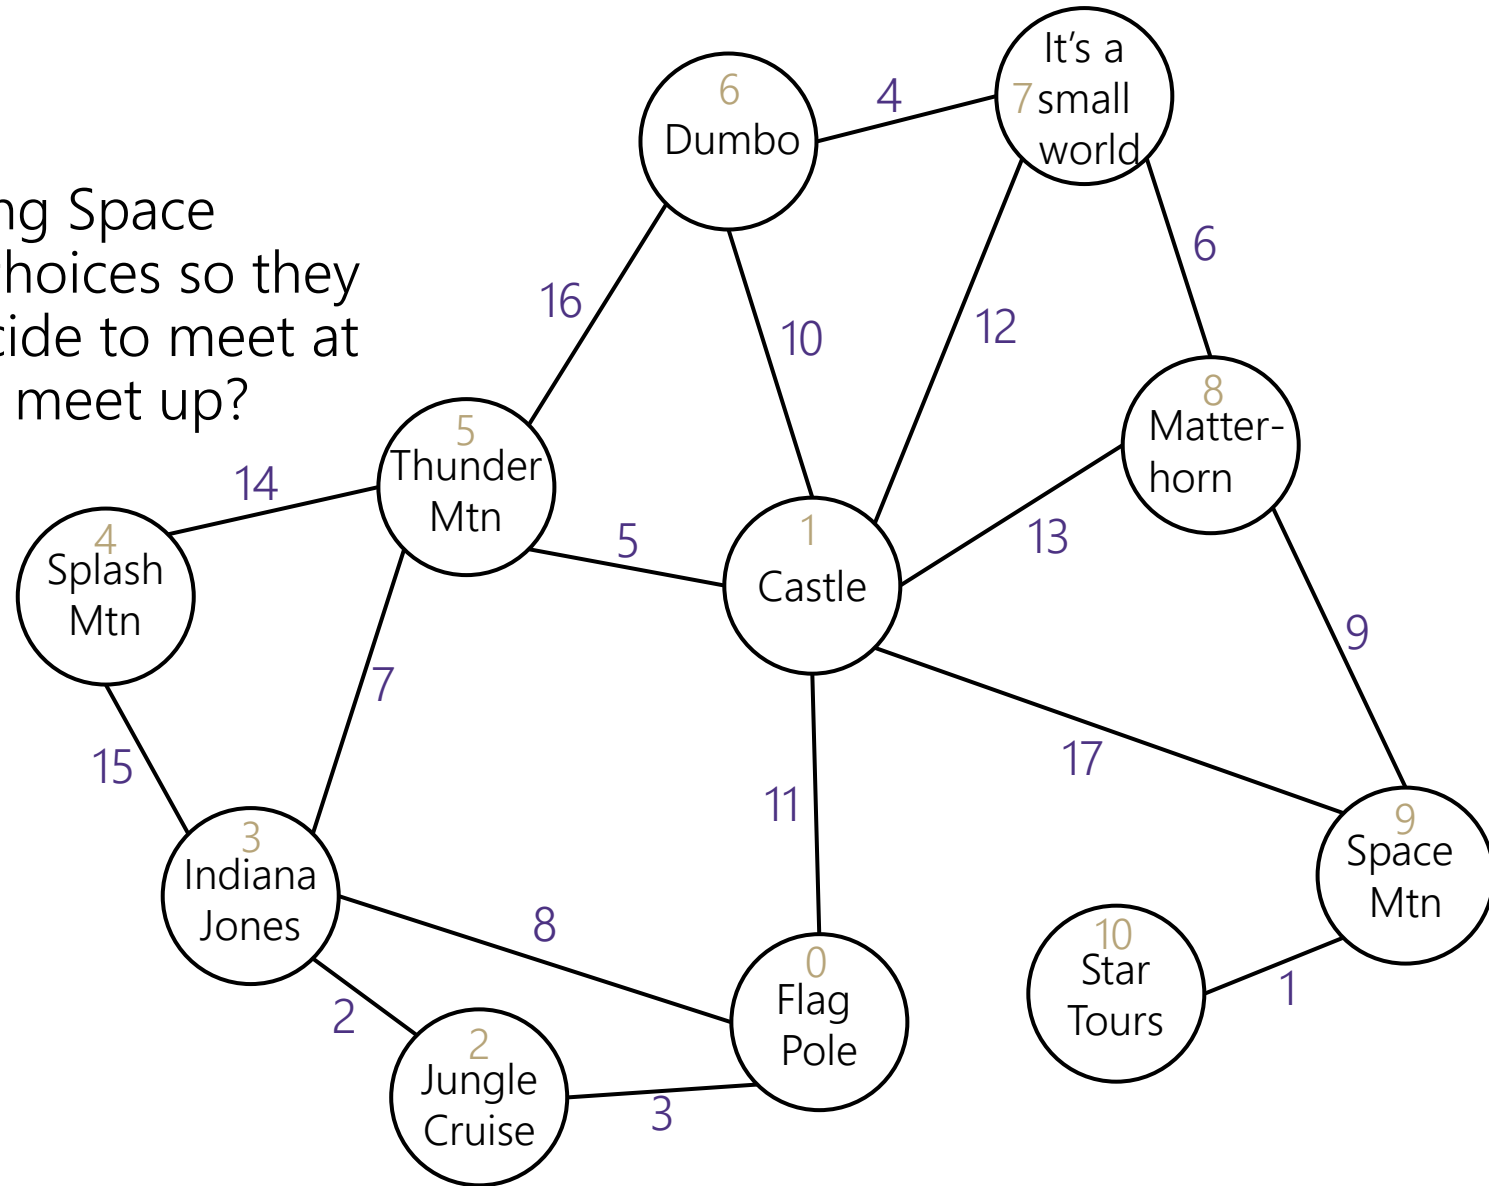 ng Space
hoices so they
cide to meet at
meet up?
6
Dumbo
4
It's a
7 small
world
16
10
12
6
8
Matter-
horn
5
Thunder
Mtn
14
4
Splash
Mtn
5
1
Castle
13
9
7
15
11
17
3
Indiana
Jones
8
9
Space
Mtn
0
Flag
Pole
10
Star
Tours
1
2
2
Jungle
Cruise
3